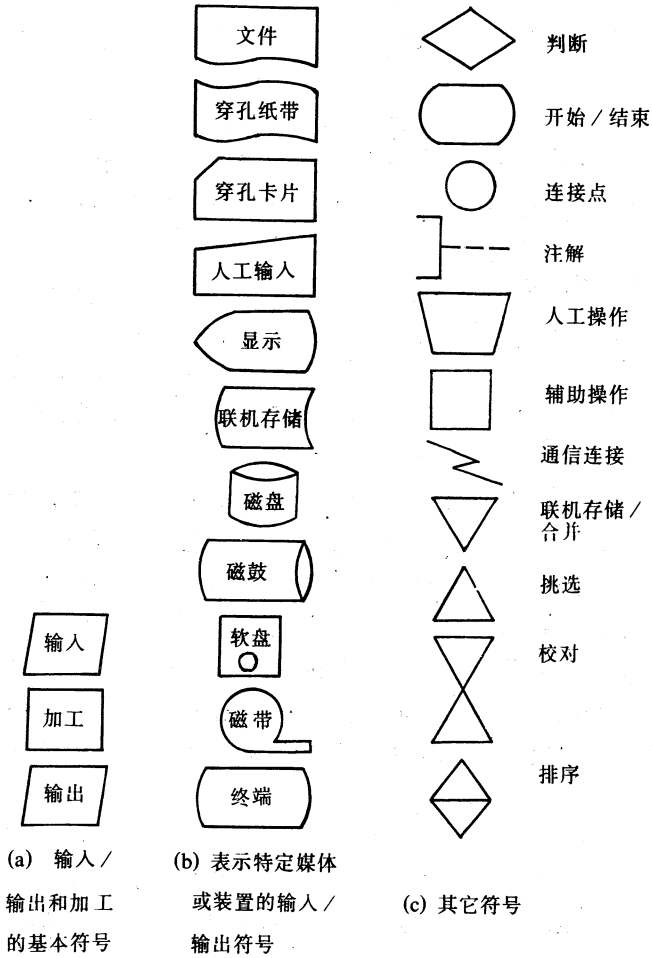 文件
穿孔纸带
穿孔卡片
人工输入
显示
联机存储
磁盘
磁鼓
软盘
磁带
终端
输入
加工
输出
判断
开始/结束
连接点
注解
人工操作
辅助操作
通信连接
联机存储/
合并
挑选
校对
排序
(a) 输入/
输出和加工
的基本符号
(b) 表示特定媒体
或装置的输入/
输出符号
(c) 其它符号